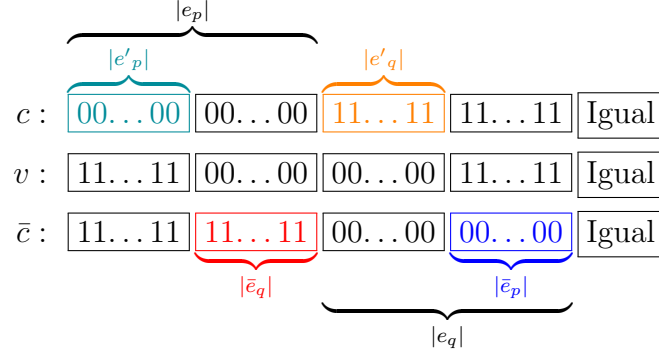 |e_p|
|e'_p| |e'_q|
c : 00...00 00...00 11...11 11...11 Igual
v : 11...11 00...00 00...00 11...11 Igual
c̄ : 11...11 11...11 00...00 00...00 Igual
|ē_q| |ē_p|
|e_q|